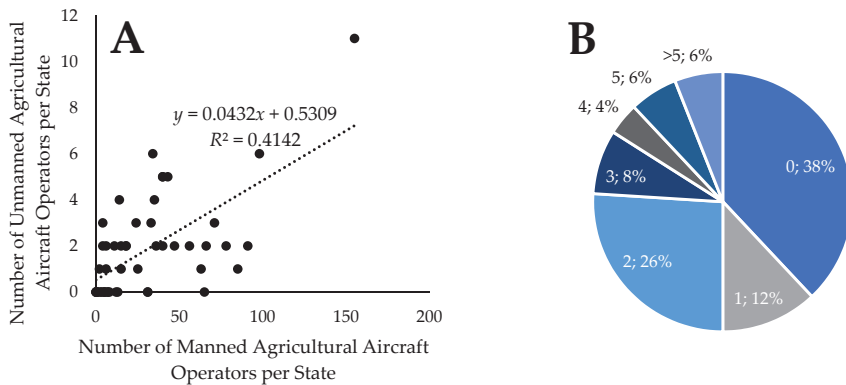 A
Number of Unmanned Agricultural
Aircraft Operators per State
12
10
8
6
4
2
0
y = 0.0432x + 0.5309
R² = 0.4142
0 50 100 150 200
Number of Manned Agricultural Aircraft
Operators per State
B
>5; 6%
5; 6%
4; 4%
3; 8%
0; 38%
2; 26%
1; 12%